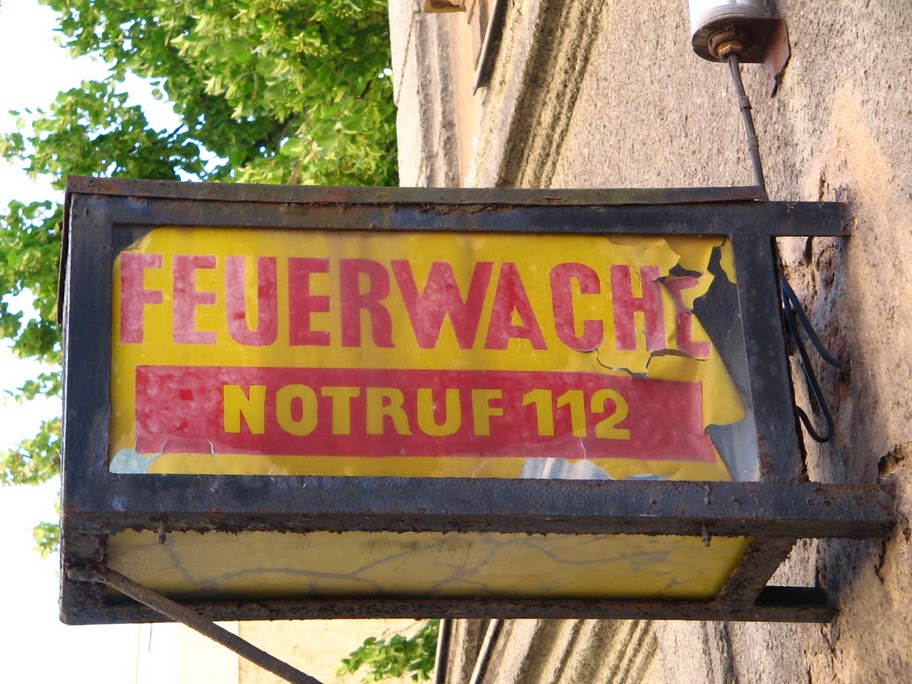 FEUERWACHE
NOTRUF 112